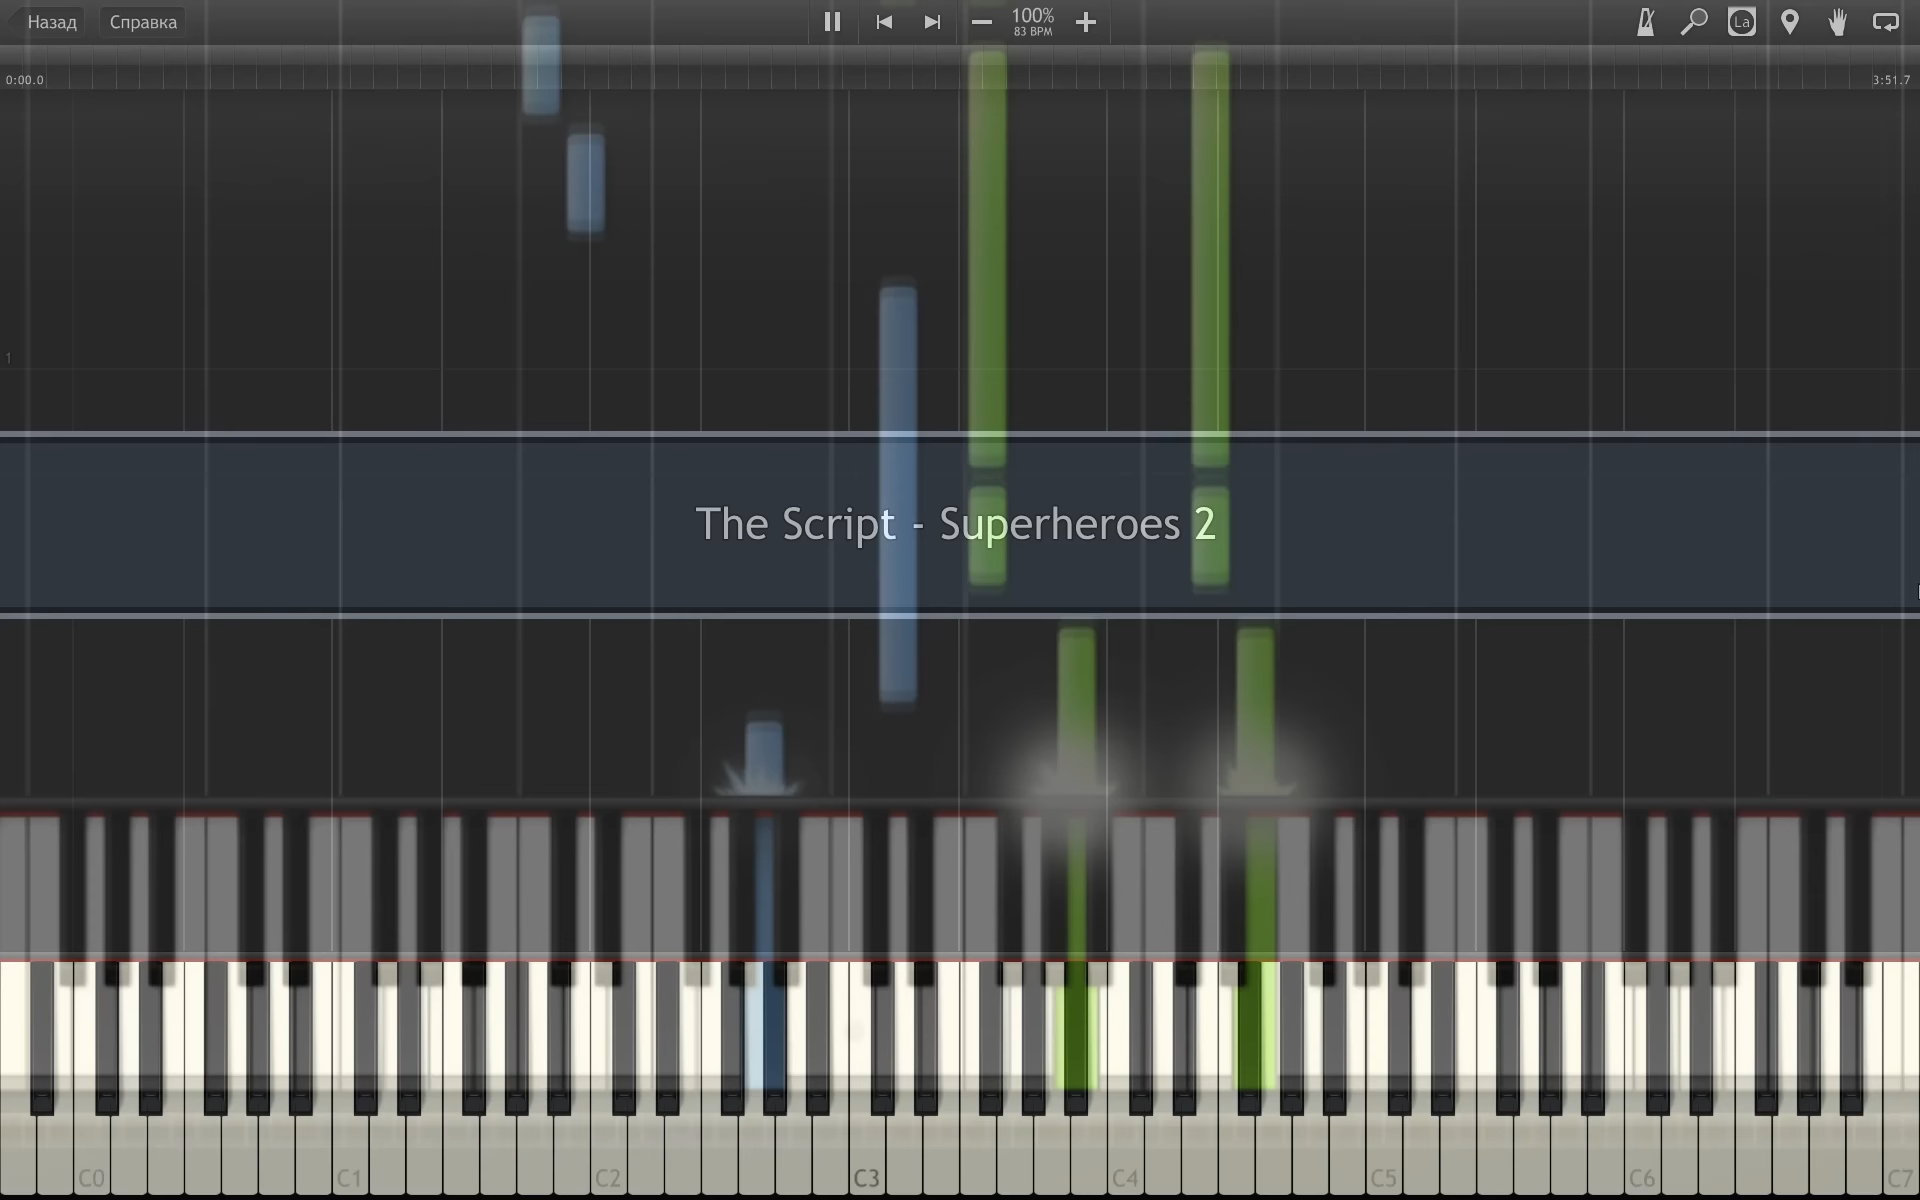 Назад
Справка
100%
83 BPM
La
0:00.0
3:51.7
1
The Script - Superheroes 2
C0
C1
C2
C3
C4
C5
C6
C7